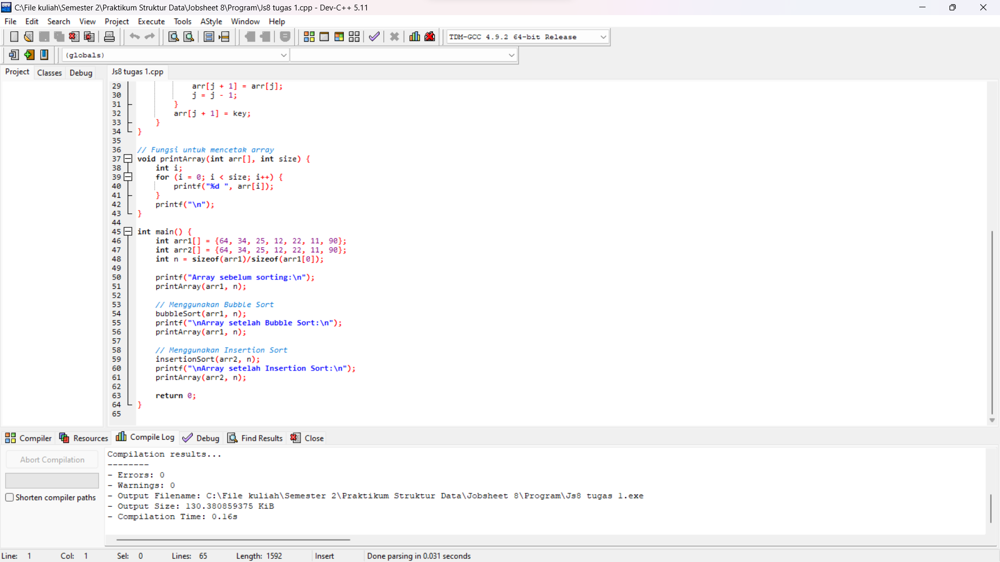 C:\File kuliah\Semester 2\Praktikum Struktur Data\Jobsheet 8\Program\Js8 tugas 1.cpp - Dev-C++ 5.11
File Edit Search View Project Execute Tools AStyle Window Help
TDM-GCC 4.9.2 64-bit Release
(globals)
Project Classes Debug Js8 tugas 1.cpp
29 arr[j + 1] = arr[j];
30 j = j - 1;
31 }
32 arr[j + 1] = key;
33 }
34 }
35
36 // Fungsi untuk mencetak array
37 void printArray(int arr[], int size) {
38 int i;
39 for (i = 0; i < size; i++) {
40 printf("%d ", arr[i]);
41 }
42 printf("\n");
43 }
44
45 int main() {
46 int arr1[] = {64, 34, 25, 12, 22, 11, 90};
47 int arr2[] = {64, 34, 25, 12, 22, 11, 90};
48 int n = sizeof(arr1)/sizeof(arr1[0]);
49
50 printf("Array sebelum sorting:\n");
51 printArray(arr1, n);
52
53 // Menggunakan Bubble Sort
54 bubbleSort(arr1, n);
55 printf("\nArray setelah Bubble Sort:\n");
56 printArray(arr1, n);
57
58 // Menggunakan Insertion Sort
59 insertionSort(arr2, n);
60 printf("\nArray setelah Insertion Sort:\n");
61 printArray(arr2, n);
62
63 return 0;
64 }
65
Compiler Resources Compile Log Debug Find Results Close
Abort Compilation
Shorten compiler paths
Compilation results...
--------
- Errors: 0
- Warnings: 0
- Output Filename: C:\File kuliah\Semester 2\Praktikum Struktur Data\Jobsheet 8\Program\Js8 tugas 1.exe
- Output Size: 130.380859375 KiB
- Compilation Time: 0.16s
Line: 1 Col: 1 Sel: 0 Lines: 65 Length: 1592 Insert Done parsing in 0.031 seconds